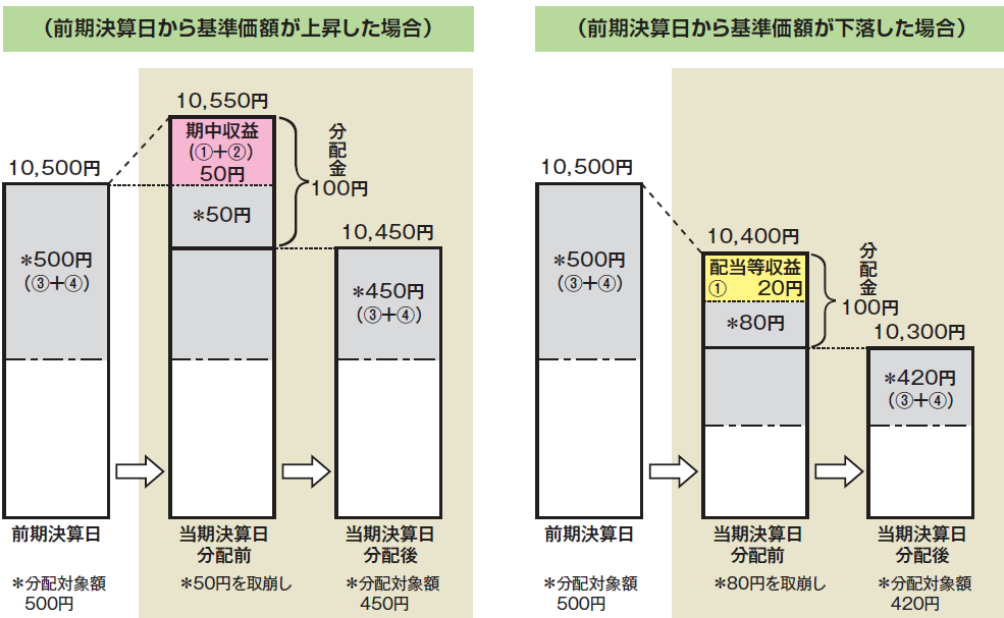 (前期決算日から基準価額が上昇した場合)
10,500円
*500円
(③+④)
前期決算日
*分配対象額
500円
10,550円
期中収益
(①+②)
50円
*50円
分配金
100円
当期決算日
分配前
*50円を取崩し
10,450円
*450円
(③+④)
当期決算日
分配後
*分配対象額
450円
(前期決算日から基準価額が下落した場合)
10,500円
*500円
(③+④)
前期決算日
*分配対象額
500円
10,400円
配当等収益
① 20円
*80円
分配金
100円
当期決算日
分配前
*80円を取崩し
10,300円
*420円
(③+④)
当期決算日
分配後
*分配対象額
420円